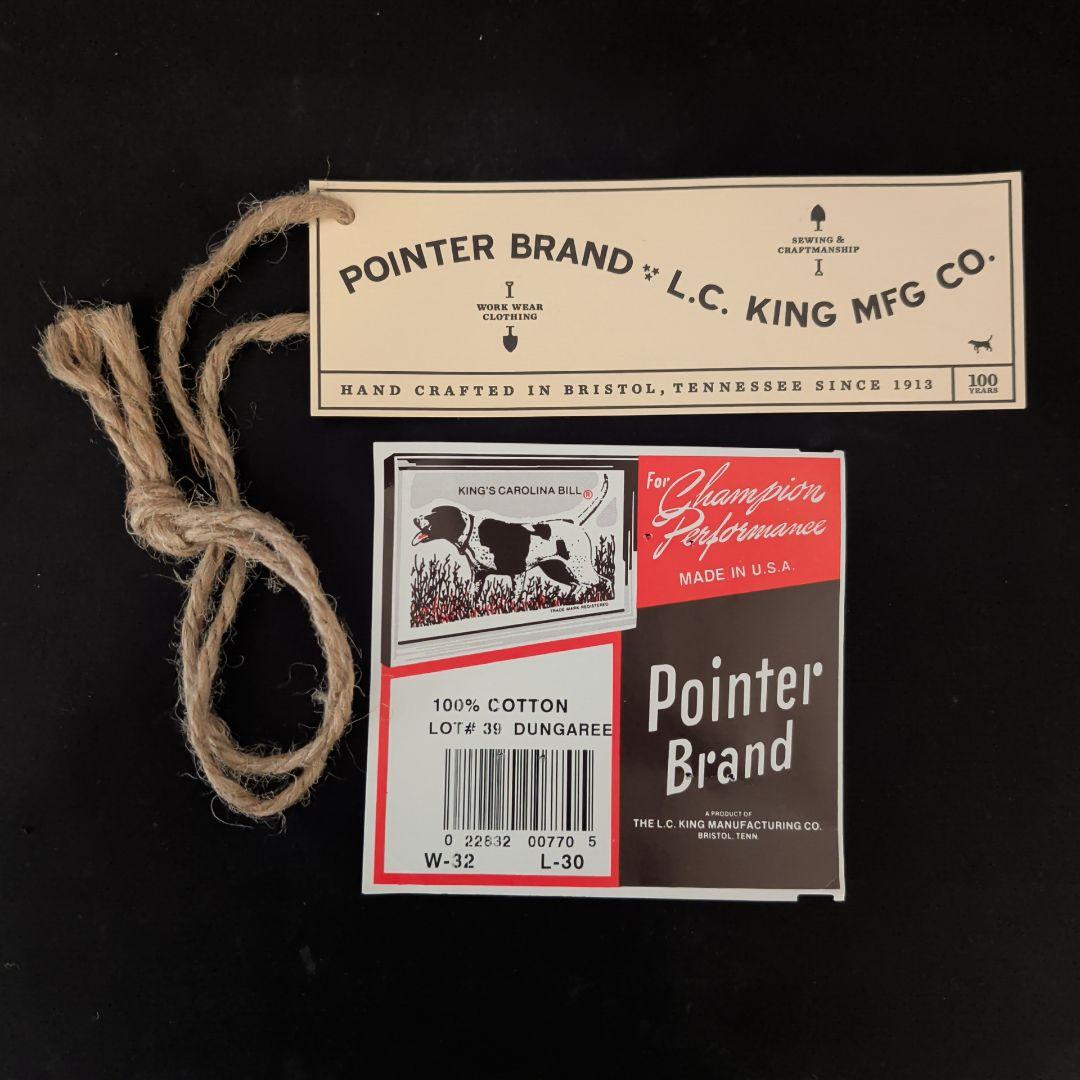 POINTER BRAND L.C. KING MFG CO.
WORK WEAR
CLOTHING
SEWING &
CRAFTMANSHIP
HAND CRAFTED IN BRISTOL, TENNESSEE SINCE 1913
100
YEARS
KING'S CAROLINA BILL®
TRADE MARK REGISTERED
For Champion
Performance
MADE IN U.S.A.
100% COTTON
LOT# 39 DUNGAREE
0 22832 00770 5
W-32 L-30
Pointer
Brand
A PRODUCT OF
THE L.C. KING MANUFACTURING CO.
BRISTOL, TENN.